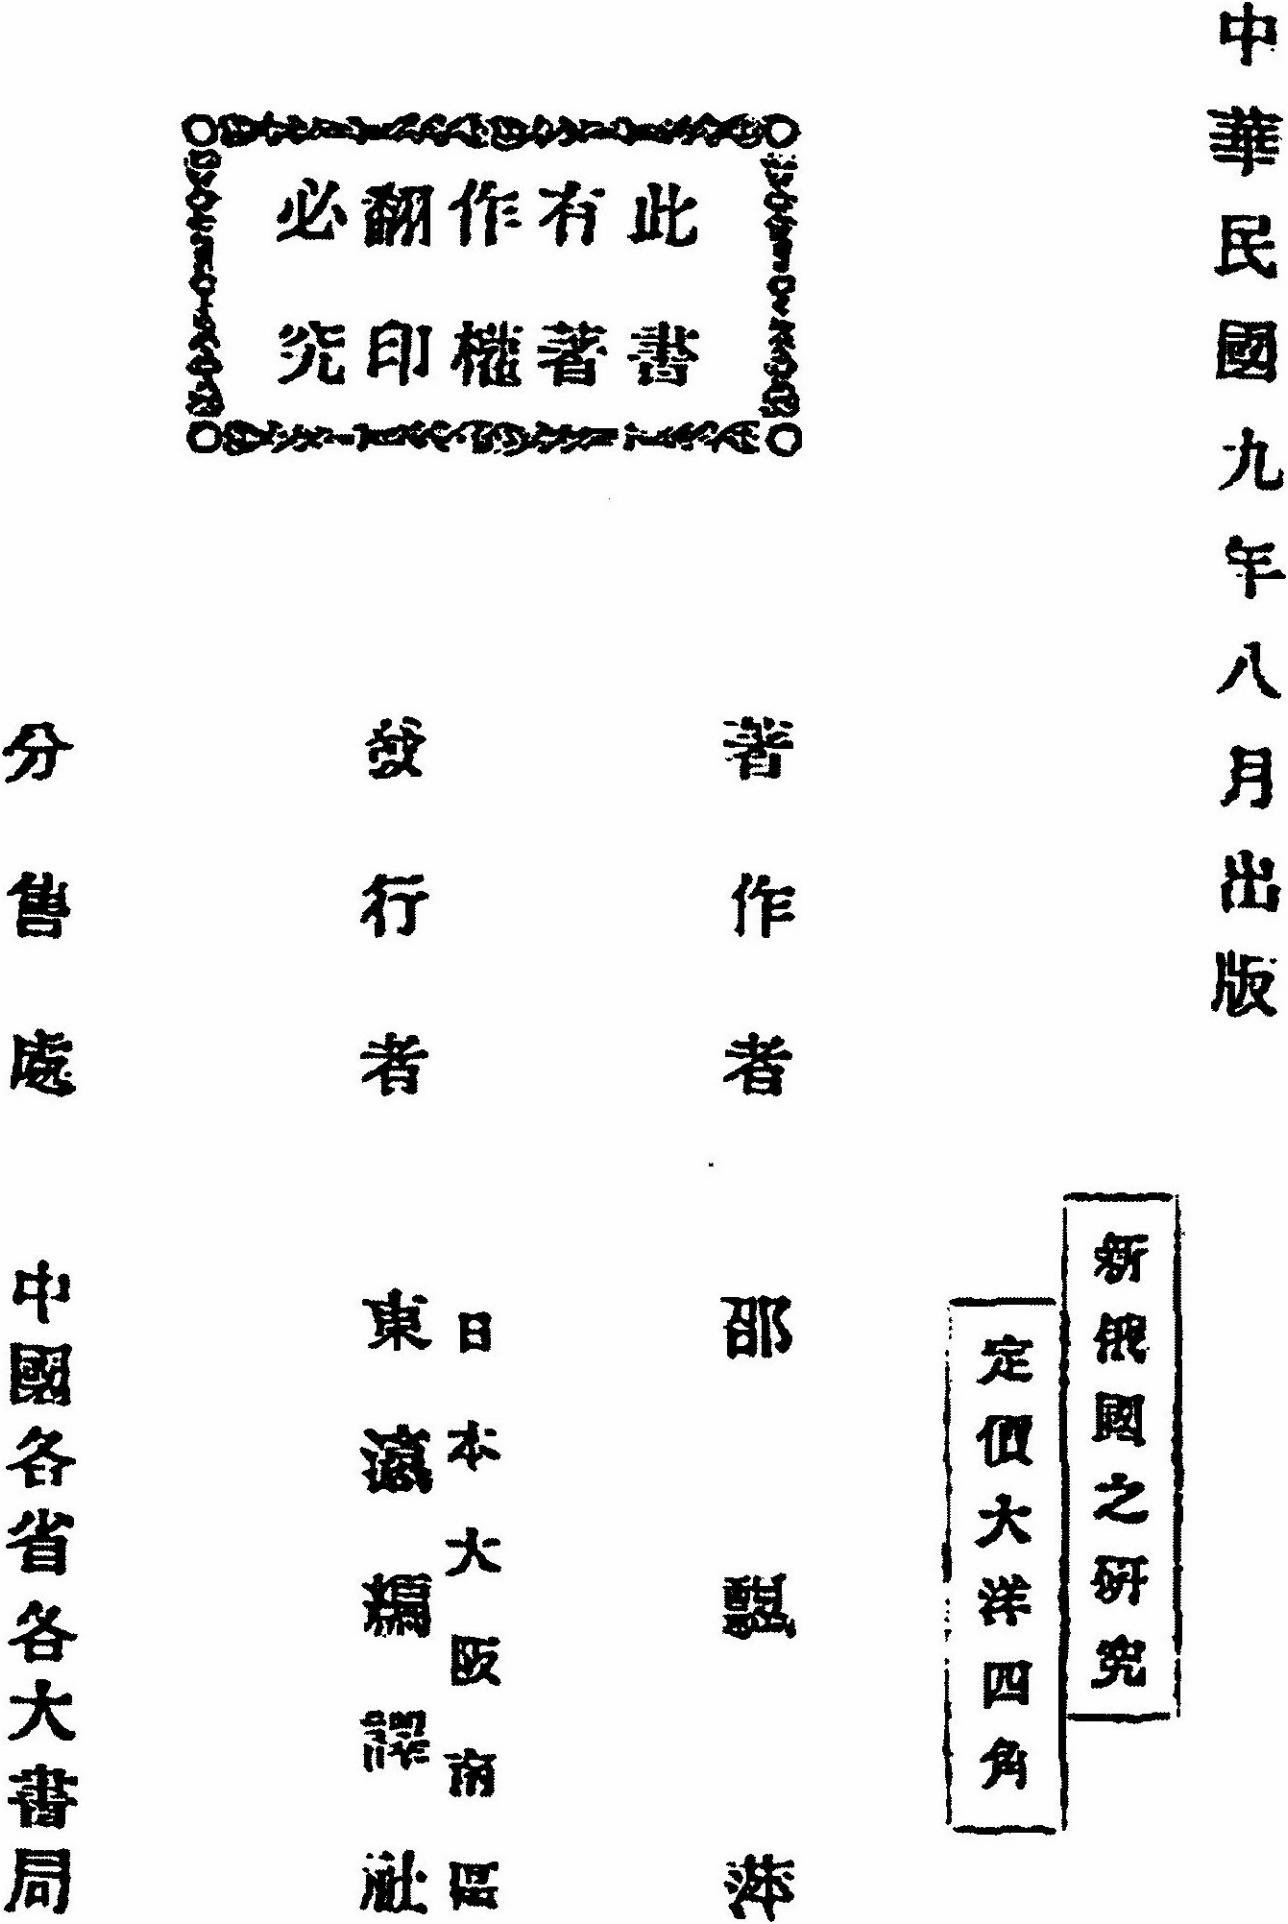 中華民國九年八月出版
新俄國之研究
定價大洋四角
此書
有著
作權
翻印
必究
著作者
邵飄萍
發行者
日本大阪南區
東瀛編譯社
分售處
中國各省各大書局